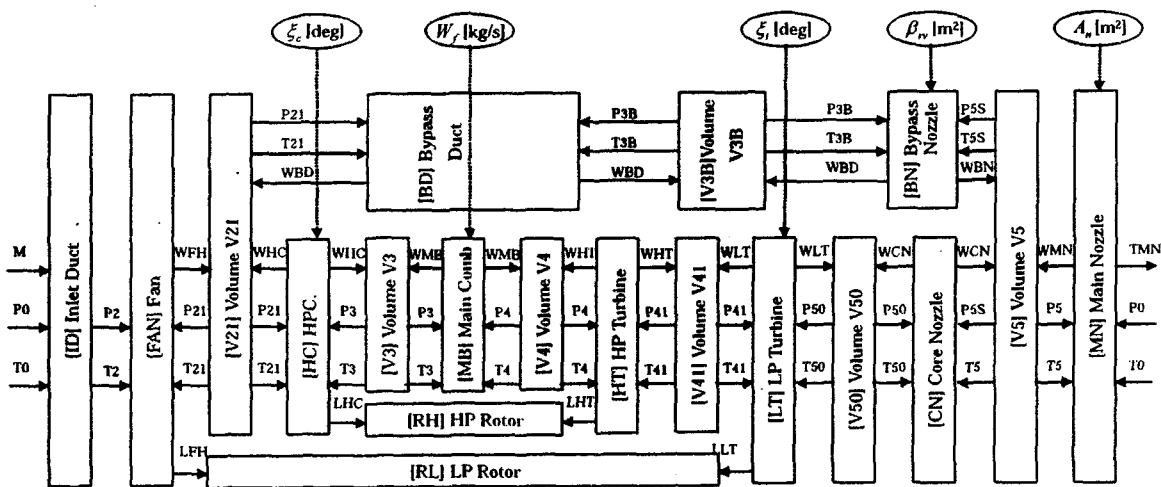 ξc [deg]
Wf [kg/s]
ξt [deg]
βrv [m²]
An [m²]
P21
T21
WBD
[BD] Bypass Duct
P3B
T3B
WBD
[V3B]Volume V3B
P3B
T3B
WBD
[BN] Bypass Nozzle
P5S
T5S
WBN
M
P0
T0
[ID] Inlet Duct
P2
T2
[FAN] Fan
WFH
P21
T21
[V21] Volume V21
WHC
P21
T21
[HC] HPC.
WHC
P3
T3
[V3] Volume V3
WMB
P3
T3
[MB] Main Comb
WMB
P4
T4
[V4] Volume V4
WHT
P4
T4
[HT] HP Turbine
WHT
P41
T41
[V41] Volume V41
WLT
P41
T41
[LT] LP Turbine
WLT
P50
T50
[V50] Volume V50
WCN
P50
T50
[CN] Core Nozzle
WCN
P5S
T5
[V5] Volume V5
WMN
P5
T5
[MN] Main Nozzle
TMN
P0
T0
LHC
[RH] HP Rotor
LHT
LFH
[RL] LP Rotor
LLT